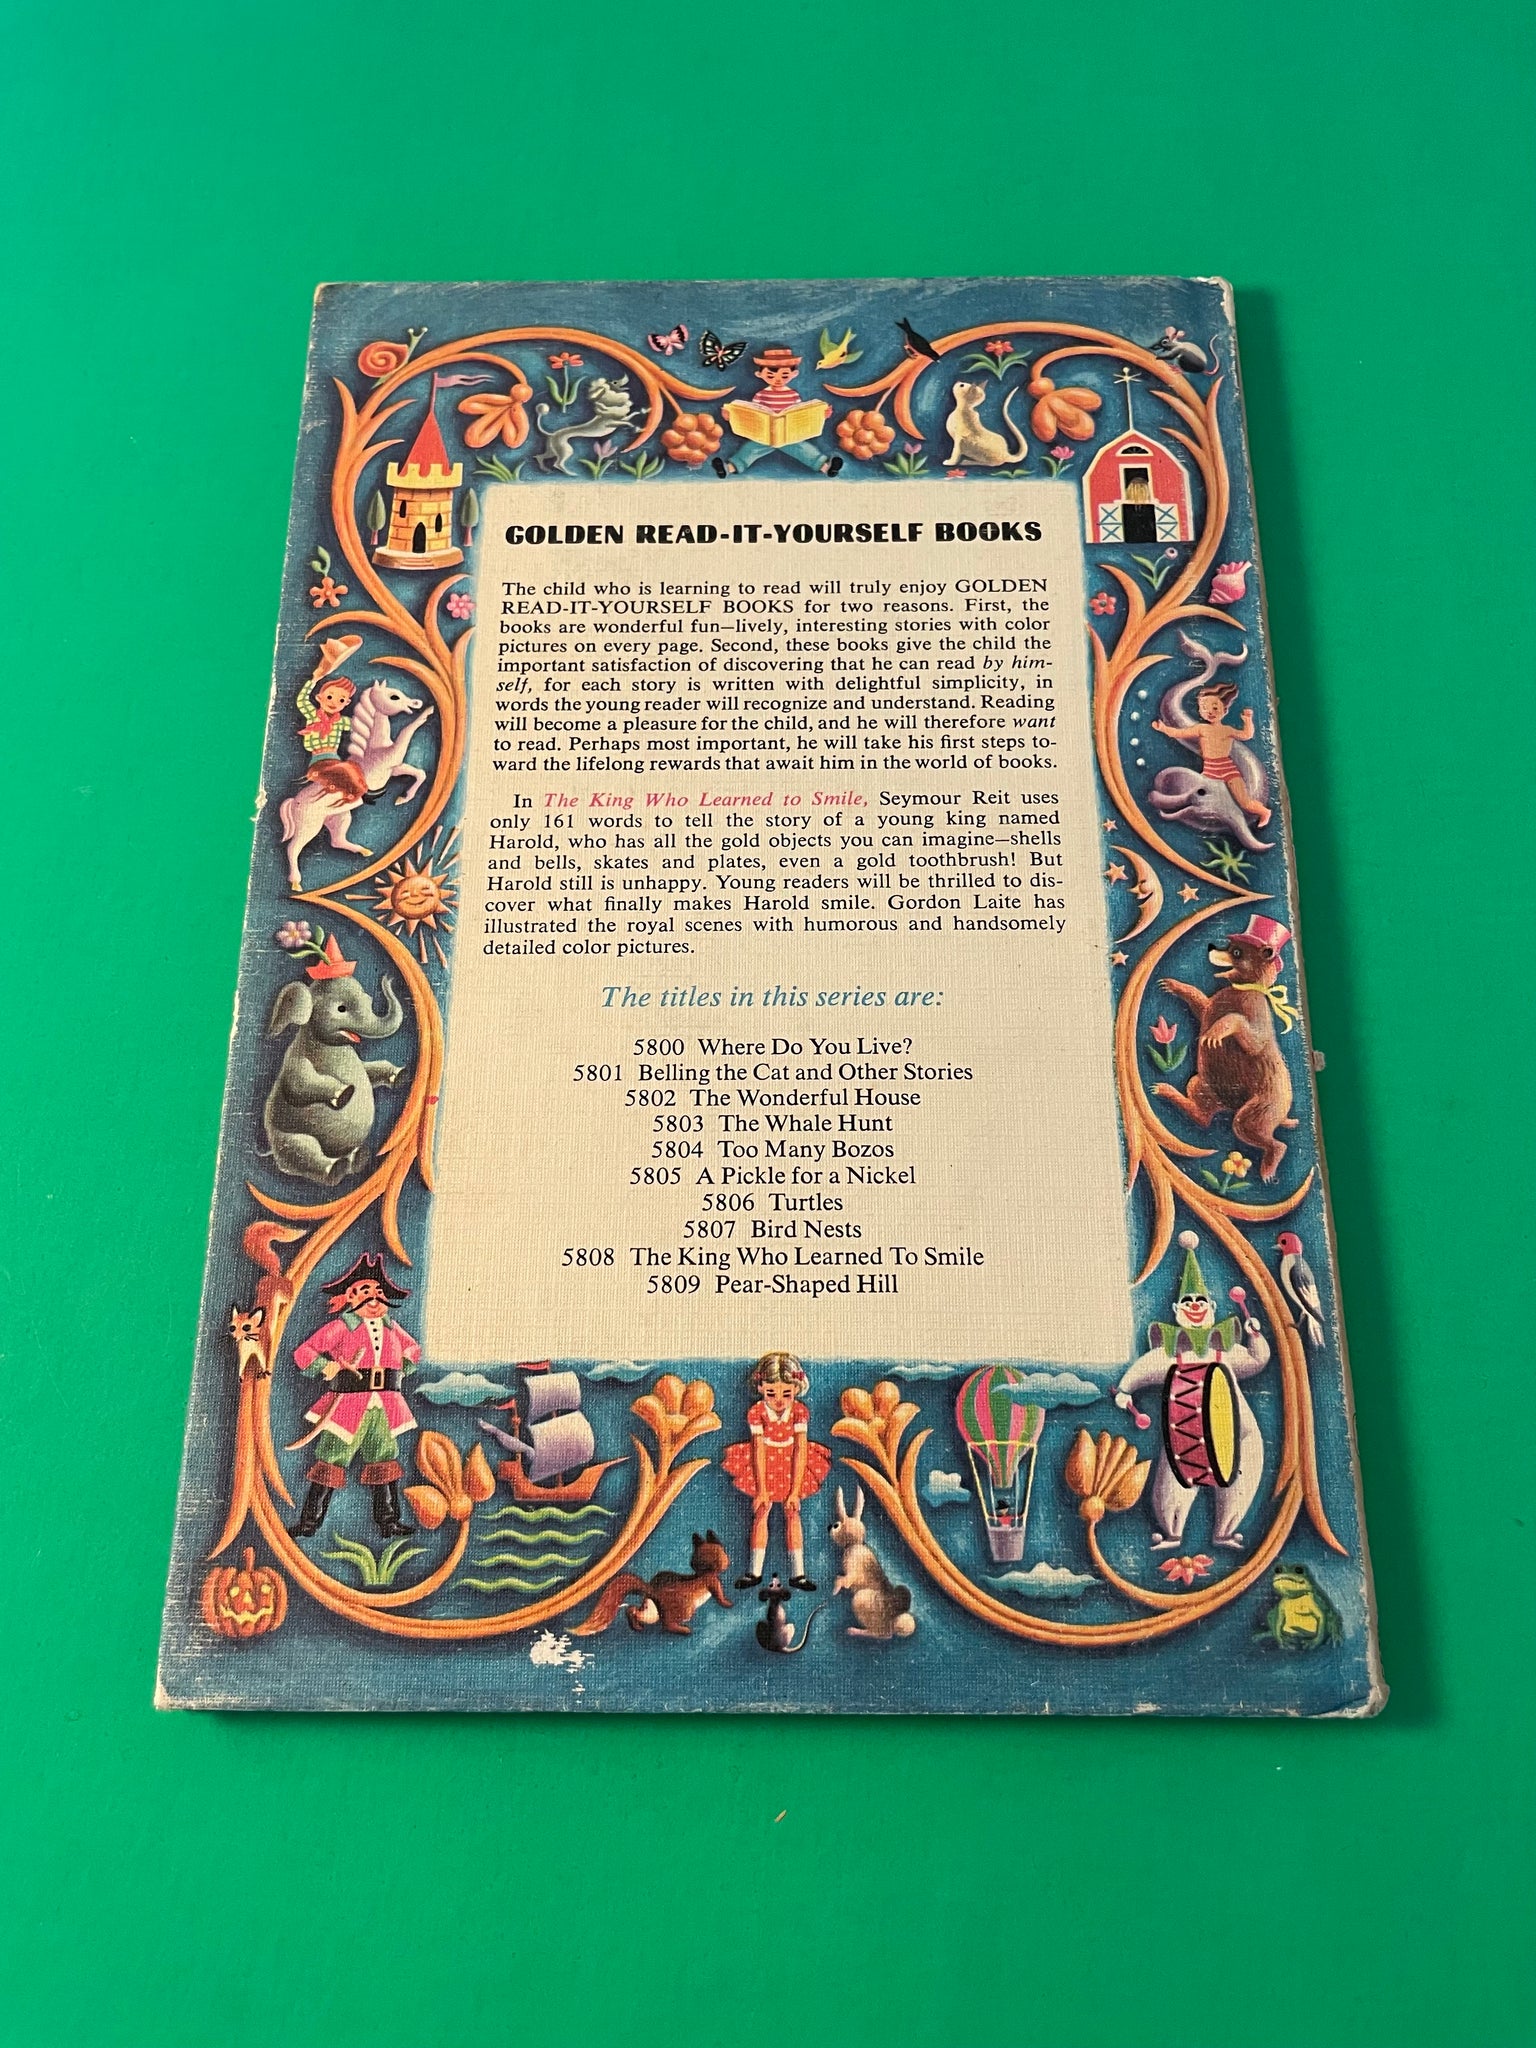 GOLDEN READ-IT-YOURSELF BOOKS
The child who is learning to read will truly enjoy GOLDEN
READ-IT-YOURSELF BOOKS for two reasons. First, the
books are wonderful fun—lively, interesting stories with color
pictures on every page. Second, these books give the child the
important satisfaction of discovering that he can read by him-
self, for each story is written with delightful simplicity, in
words the young reader will recognize and understand. Reading
will become a pleasure for the child, and he will therefore want
to read. Perhaps most important, he will take his first steps to-
ward the lifelong rewards that await him in the world of books.
In The King Who Learned to Smile, Seymour Reit uses
only 161 words to tell the story of a young king named
Harold, who has all the gold objects you can imagine—shells
and bells, skates and plates, even a gold toothbrush! But
Harold still is unhappy. Young readers will be thrilled to dis-
cover what finally makes Harold smile. Gordon Laite has
illustrated the royal scenes with humorous and handsomely
detailed color pictures.
The titles in this series are:
5800 Where Do You Live?
5801 Belling the Cat and Other Stories
5802 The Wonderful House
5803 The Whale Hunt
5804 Too Many Bozos
5805 A Pickle for a Nickel
5806 Turtles
5807 Bird Nests
5808 The King Who Learned To Smile
5809 Pear-Shaped Hill